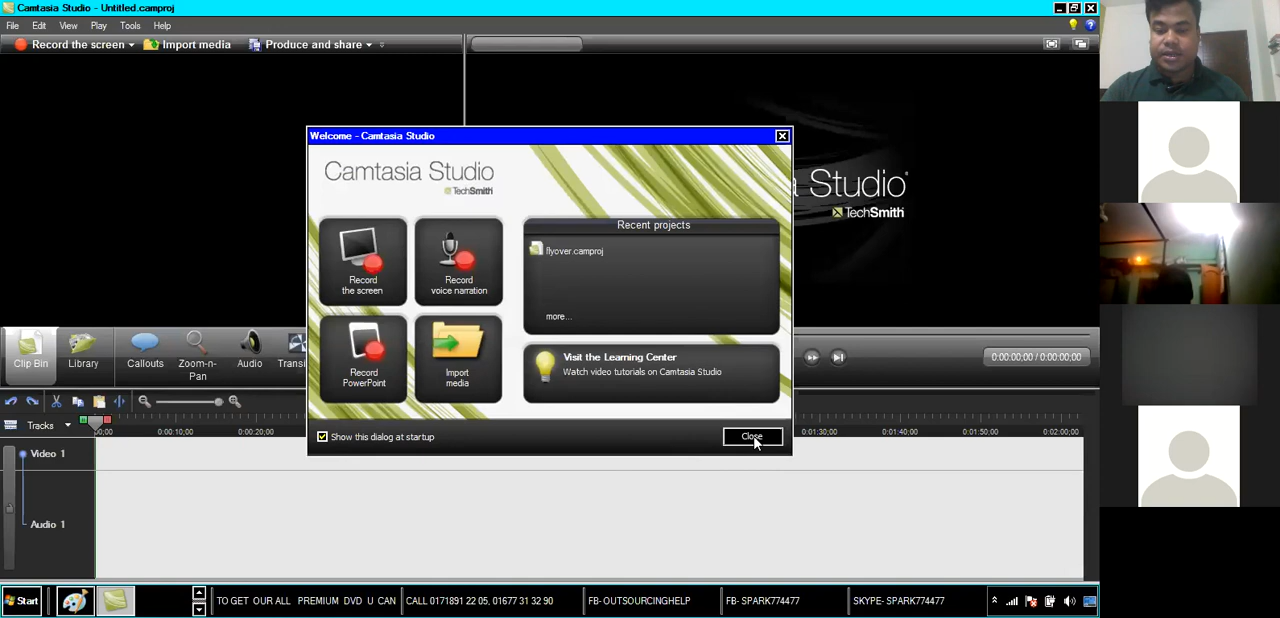 Camtasia Studio - Untitled.camproj
File Edit View Play Tools Help
Record the screen Import media Produce and share
Welcome - Camtasia Studio
Camtasia Studio
TechSmith
Record
the screen
Record
voice narration
Record
PowerPoint
Import
media
Recent projects
flyover.camproj
more...
Visit the Learning Center
Watch video tutorials on Camtasia Studio
Show this dialog at startup
Close
a Studio
TechSmith
Clip Bin Library Callouts Zoom-n-Pan Audio Transi
0:00:00;00 / 0:00:00;00
Tracks
00;00 0:00:10;00 0:00:20;00 0:01:30;00 0:01:40;00 0:01:50;00 0:02:00;00
Video 1
Audio 1
Start TO GET OUR ALL PREMIUM DVD U CAN CALL 0171891 22 05, 01677 31 32 90 FB- OUTSOURCINGHELP FB- SPARK774477 SKYPE- SPARK774477